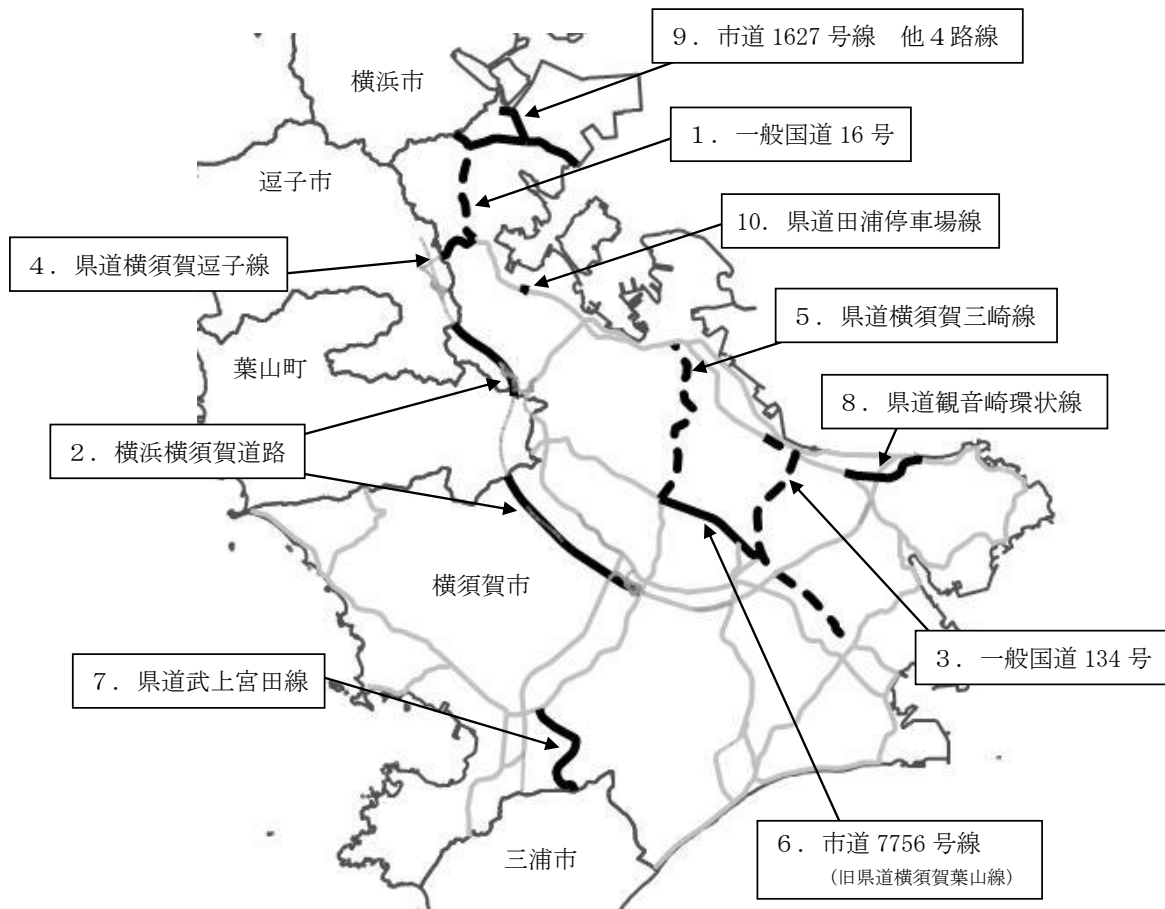 ９．市道 1627 号線　他４路線
横浜市
１．一般国道 16 号
逗子市
10．県道田浦停車場線
４．県道横須賀逗子線
５．県道横須賀三崎線
葉山町
８．県道観音崎環状線
２．横浜横須賀道路
横須賀市
３．一般国道 134 号
７．県道武上宮田線
６．市道 7756 号線
（旧県道横須賀葉山線）
三浦市